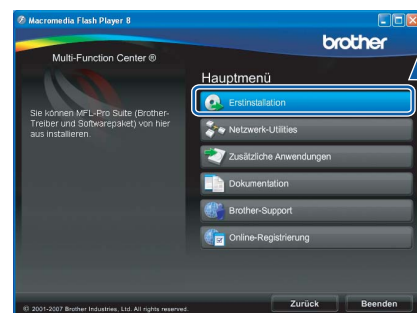 Macromedia Flash Player 8
brother
Multi-Function Center ®
Hauptmenü
Sie können MFL-Pro Suite (Brother-
Treiber und Softwarepaket) von hier
aus installieren.
Erstinstallation
Netzwerk-Utilities
Zusätzliche Anwendungen
Dokumentation
Brother-Support
Online-Registrierung
© 2001-2007 Brother Industries, Ltd. All rights reserved.
Zurück
Beenden